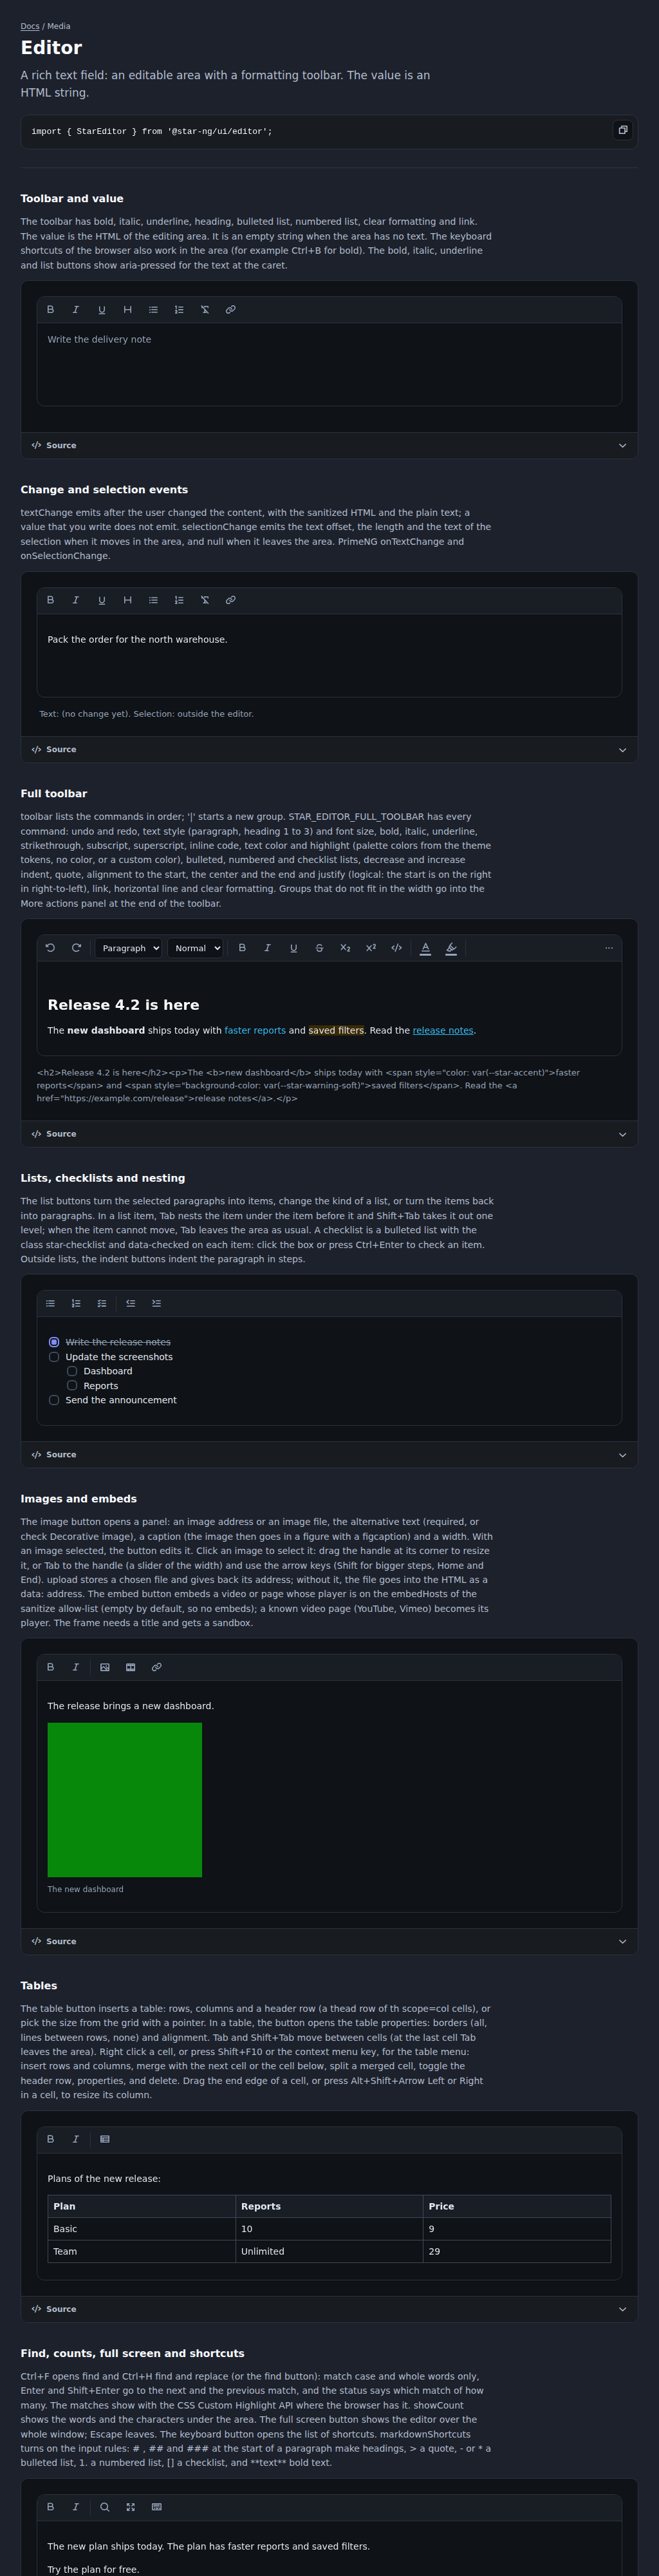 Docs / Media
Editor
A rich text field: an editable area with a formatting toolbar. The value is an
HTML string.
import { StarEditor } from '@star-ng/ui/editor';
Toolbar and value
The toolbar has bold, italic, underline, heading, bulleted list, numbered list, clear formatting and link.
The value is the HTML of the editing area. It is an empty string when the area has no text. The keyboard
shortcuts of the browser also work in the area (for example Ctrl+B for bold). The bold, italic, underline
and list buttons show aria-pressed for the text at the caret.
Write the delivery note
Source
Change and selection events
textChange emits after the user changed the content, with the sanitized HTML and the plain text; a
value that you write does not emit. selectionChange emits the text offset, the length and the text of the
selection when it moves in the area, and null when it leaves the area. PrimeNG onTextChange and
onSelectionChange.
Pack the order for the north warehouse.
Text: (no change yet). Selection: outside the editor.
Source
Full toolbar
toolbar lists the commands in order; '|' starts a new group. STAR_EDITOR_FULL_TOOLBAR has every
command: undo and redo, text style (paragraph, heading 1 to 3) and font size, bold, italic, underline,
strikethrough, subscript, superscript, inline code, text color and highlight (palette colors from the theme
tokens, no color, or a custom color), bulleted, numbered and checklist lists, decrease and increase
indent, quote, alignment to the start, the center and the end and justify (logical: the start is on the right
in right-to-left), link, horizontal line and clear formatting. Groups that do not fit in the width go into the
More actions panel at the end of the toolbar.
Paragraph Normal
Release 4.2 is here
The new dashboard ships today with faster reports and saved filters. Read the release notes.
<h2>Release 4.2 is here</h2><p>The <b>new dashboard</b> ships today with <span style="color: var(--star-accent)">faster
reports</span> and <span style="background-color: var(--star-warning-soft)">saved filters</span>. Read the <a
href="https://example.com/release">release notes</a>.</p>
Source
Lists, checklists and nesting
The list buttons turn the selected paragraphs into items, change the kind of a list, or turn the items back
into paragraphs. In a list item, Tab nests the item under the item before it and Shift+Tab takes it out one
level; when the item cannot move, Tab leaves the area as usual. A checklist is a bulleted list with the
class star-checklist and data-checked on each item: click the box or press Ctrl+Enter to check an item.
Outside lists, the indent buttons indent the paragraph in steps.
Write the release notes
Update the screenshots
Dashboard
Reports
Send the announcement
Source
Images and embeds
The image button opens a panel: an image address or an image file, the alternative text (required, or
check Decorative image), a caption (the image then goes in a figure with a figcaption) and a width. With
an image selected, the button edits it. Click an image to select it: drag the handle at its corner to resize
it, or Tab to the handle (a slider of the width) and use the arrow keys (Shift for bigger steps, Home and
End). upload stores a chosen file and gives back its address; without it, the file goes into the HTML as a
data: address. The embed button embeds a video or page whose player is on the embedHosts of the
sanitize allow-list (empty by default, so no embeds); a known video page (YouTube, Vimeo) becomes its
player. The frame needs a title and gets a sandbox.
The release brings a new dashboard.
The new dashboard
Source
Tables
The table button inserts a table: rows, columns and a header row (a thead row of th scope=col cells), or
pick the size from the grid with a pointer. In a table, the button opens the table properties: borders (all,
lines between rows, none) and alignment. Tab and Shift+Tab move between cells (at the last cell Tab
leaves the area). Right click a cell, or press Shift+F10 or the context menu key, for the table menu:
insert rows and columns, merge with the next cell or the cell below, split a merged cell, toggle the
header row, properties, and delete. Drag the end edge of a cell, or press Alt+Shift+Arrow Left or Right
in a cell, to resize its column.
Plans of the new release:
Plan Reports Price
Basic 10 9
Team Unlimited 29
Source
Find, counts, full screen and shortcuts
Ctrl+F opens find and Ctrl+H find and replace (or the find button): match case and whole words only,
Enter and Shift+Enter go to the next and the previous match, and the status says which match of how
many. The matches show with the CSS Custom Highlight API where the browser has it. showCount
shows the words and the characters under the area. The full screen button shows the editor over the
whole window; Escape leaves. The keyboard button opens the list of shortcuts. markdownShortcuts
turns on the input rules: # , ## and ### at the start of a paragraph make headings, > a quote, - or * a
bulleted list, 1. a numbered list, [] a checklist, and **text** bold text.
The new plan ships today. The plan has faster reports and saved filters.
Try the plan for free.